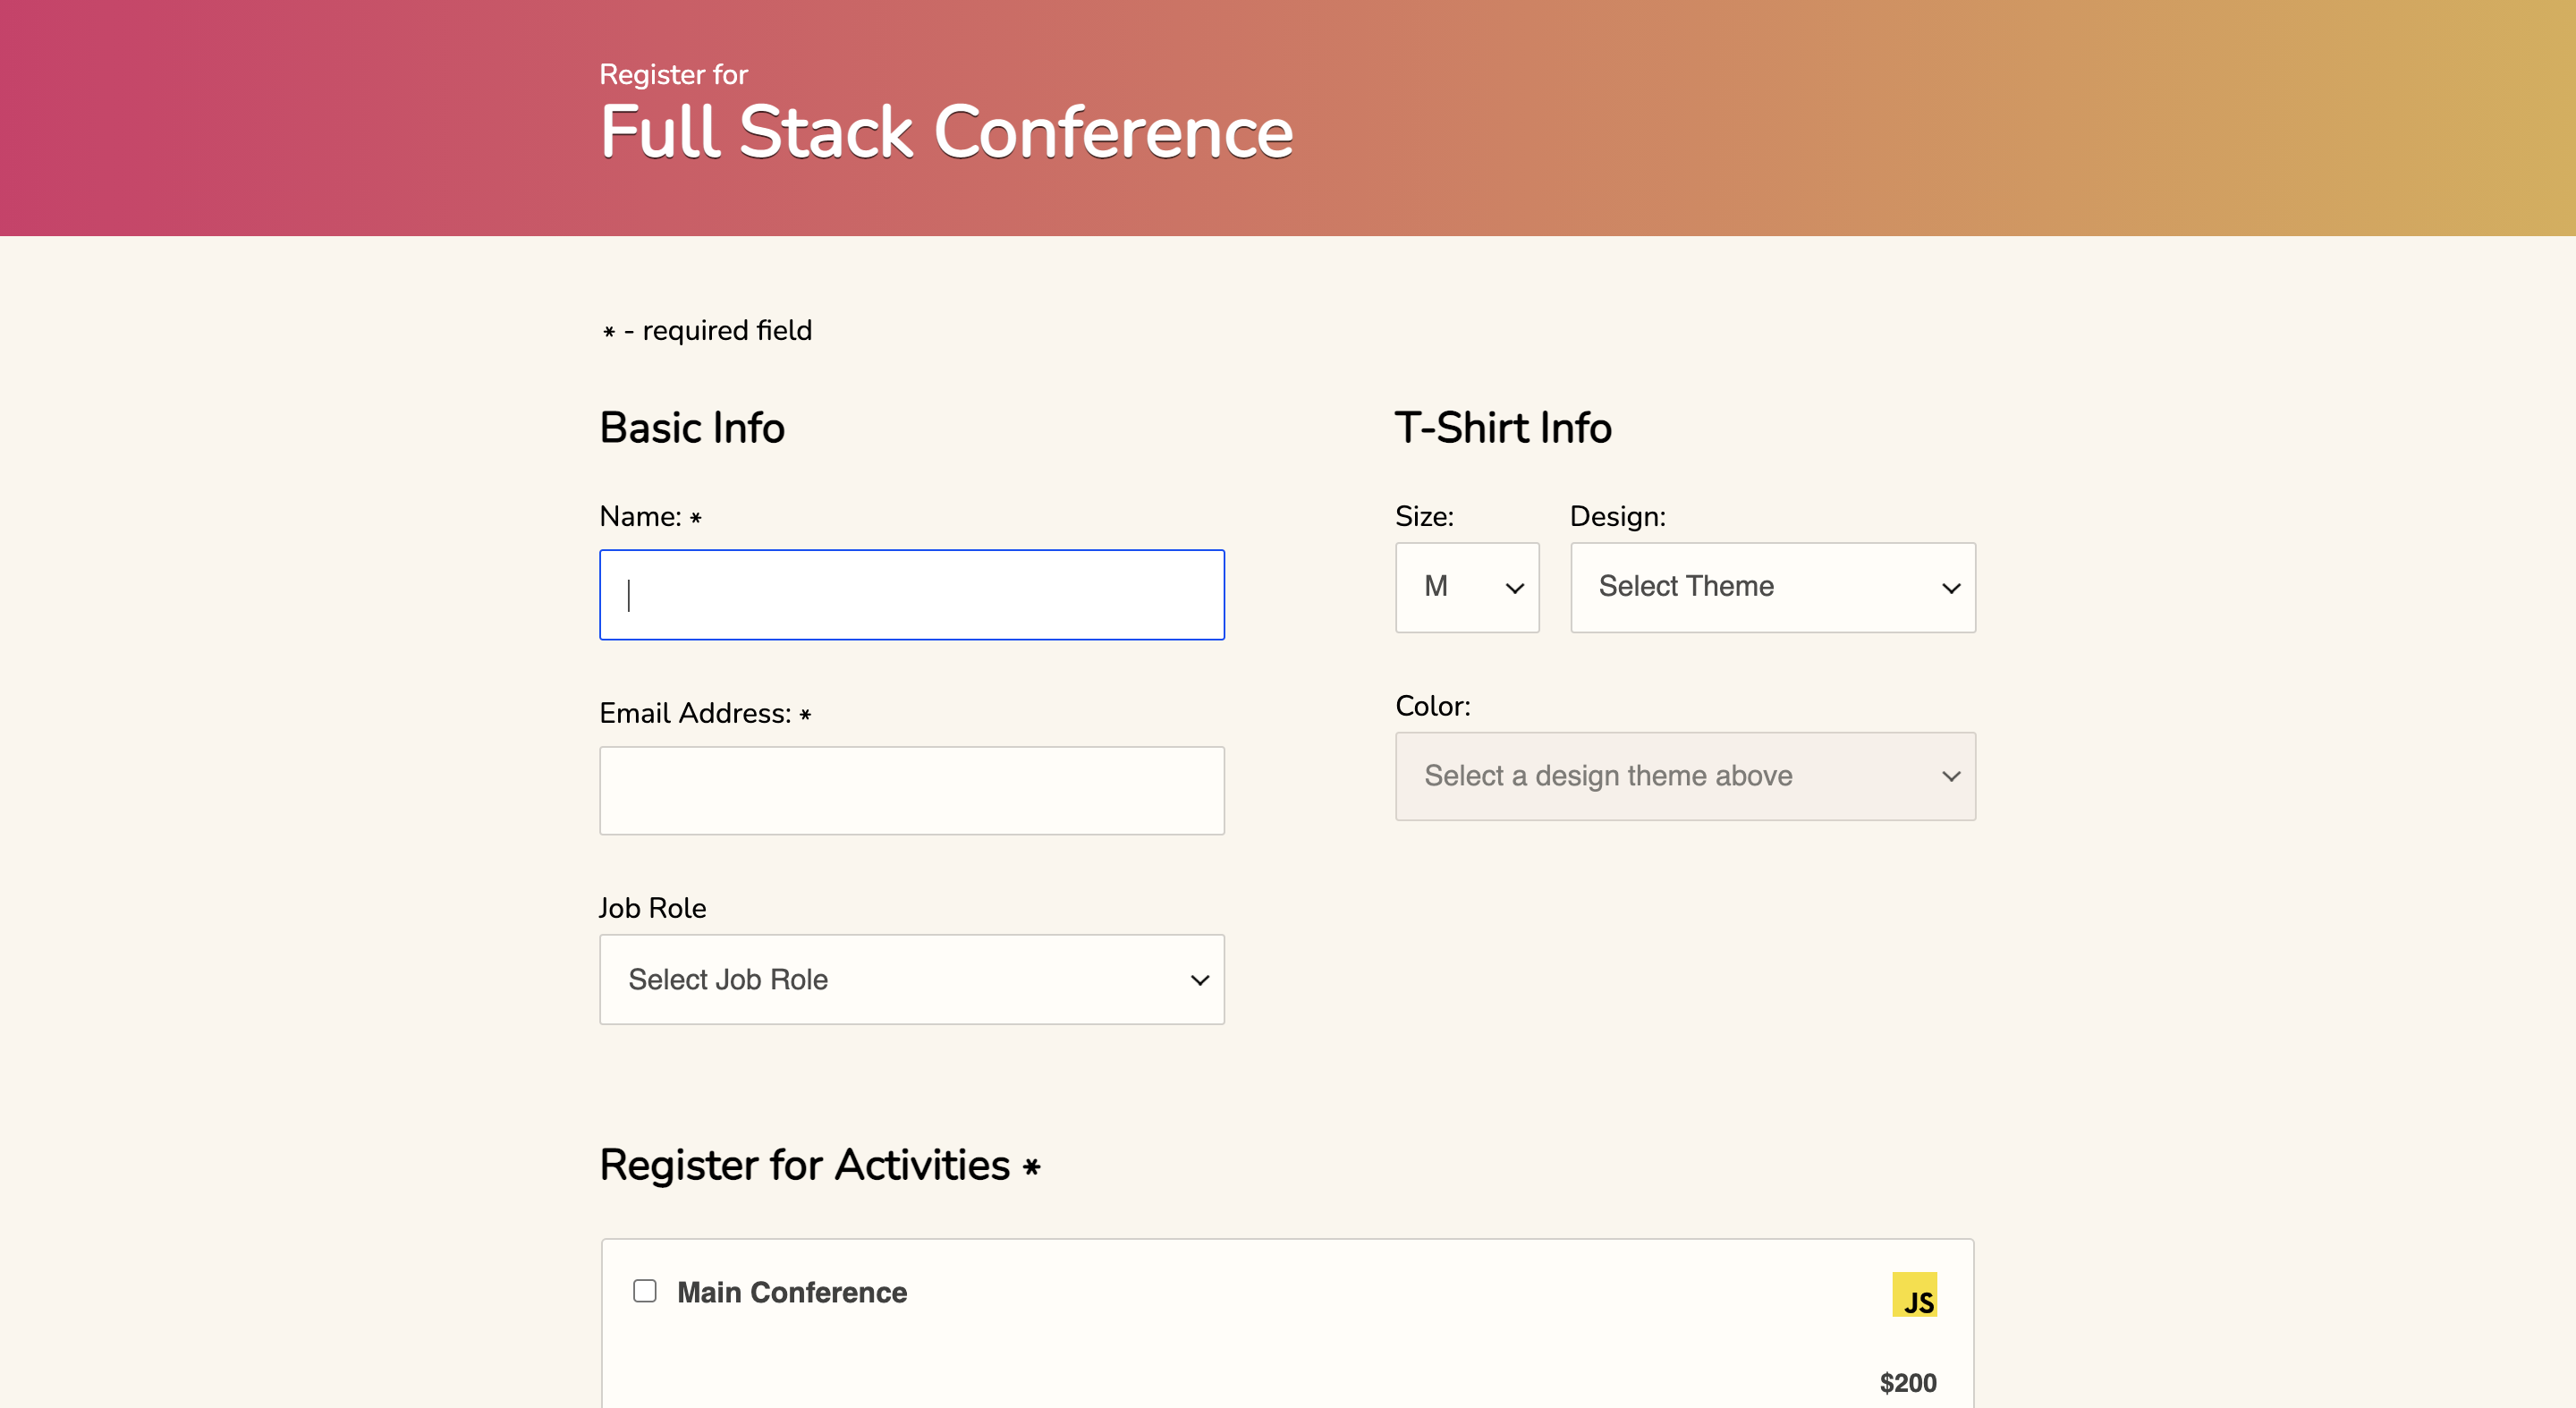 Register for
Full Stack Conference
* - required field
Basic Info
Name: *
Email Address: *
Job Role
Select Job Role
T-Shirt Info
Size:
Design:
M
Select Theme
Color:
Select a design theme above
Register for Activities *
Main Conference
JS
$200